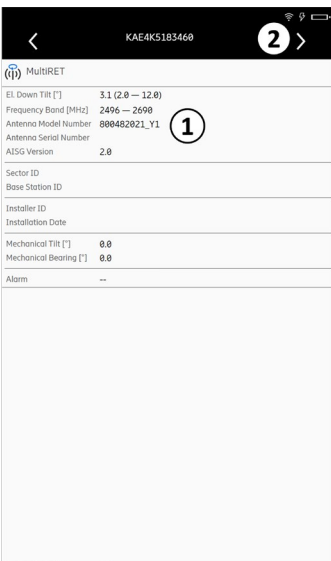 KAE4K5183460
2
MultiRET
El. Down Tilt [°] 3.1 (2.0 — 12.0)
Frequency Band [MHz] 2496 — 2690
Antenna Model Number 800482021_Y1
1
Antenna Serial Number
AISG Version 2.0
Sector ID
Base Station ID
Installer ID
Installation Date
Mechanical Tilt [°] 0.0
Mechanical Bearing [°] 0.0
Alarm --